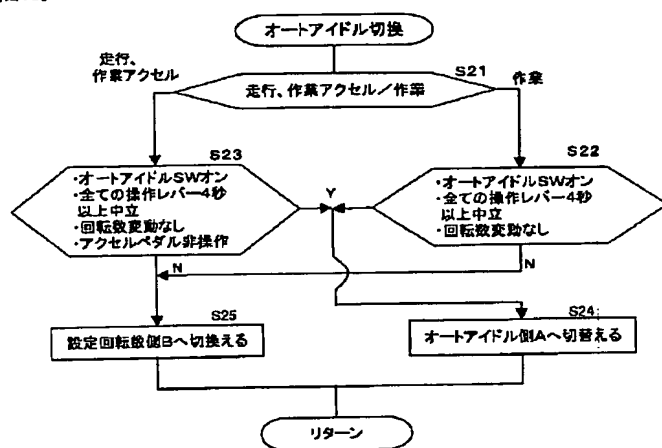 オートアイドル切換
走行、
作業アクセル
S21
作業
走行、作業アクセル／作業
S23
・オートアイドルSWオン
・全ての操作レバー4秒
以上中立
・回転数変動なし
・アクセルペダル非操作
Y
S22
・オートアイドルSWオン
・全ての操作レバー4秒
以上中立
・回転数変動なし
N
N
S25
設定回転数側Bへ切換える
S24
オートアイドル側Aへ切替える
リターン